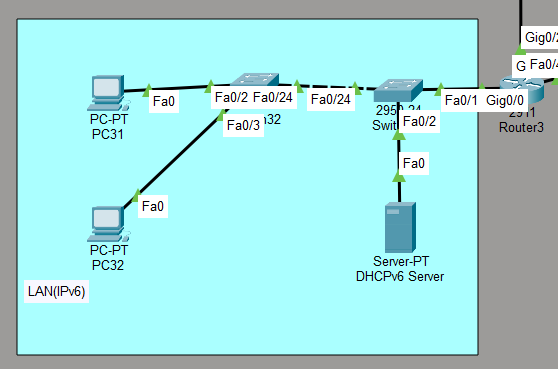 Gig0/2
G
Fa0/4
Fa0
Fa0/2
Fa0/24
Fa0/24
2950-24
Fa0/1
Gig0/0
2911
Router3
PC-PT
PC31
Fa0/3
Fa0/2
Fa0
Fa0
PC-PT
PC32
Server-PT
DHCPv6 Server
LAN(IPv6)